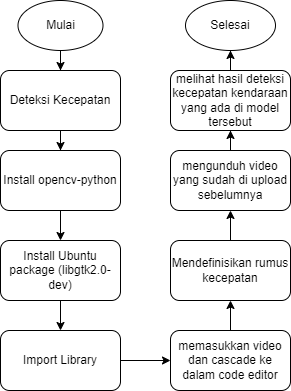 Mulai
Deteksi Kecepatan
Install opencv-python
Install Ubuntu
package (libgtk2.0-
dev)
Import Library
memasukkan video
dan cascade ke
dalam code editor
Mendefinisikan rumus
kecepatan
mengunduh video
yang sudah di upload
sebelumnya
melihat hasil deteksi
kecepatan kendaraan
yang ada di model
tersebut
Selesai